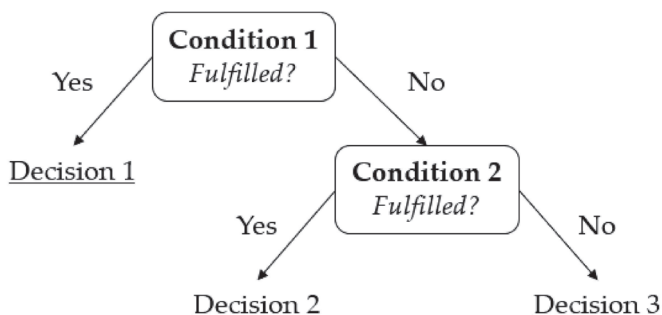 Condition 1
Fulfilled?
Yes
No
Decision 1
Condition 2
Fulfilled?
Yes
No
Decision 2
Decision 3